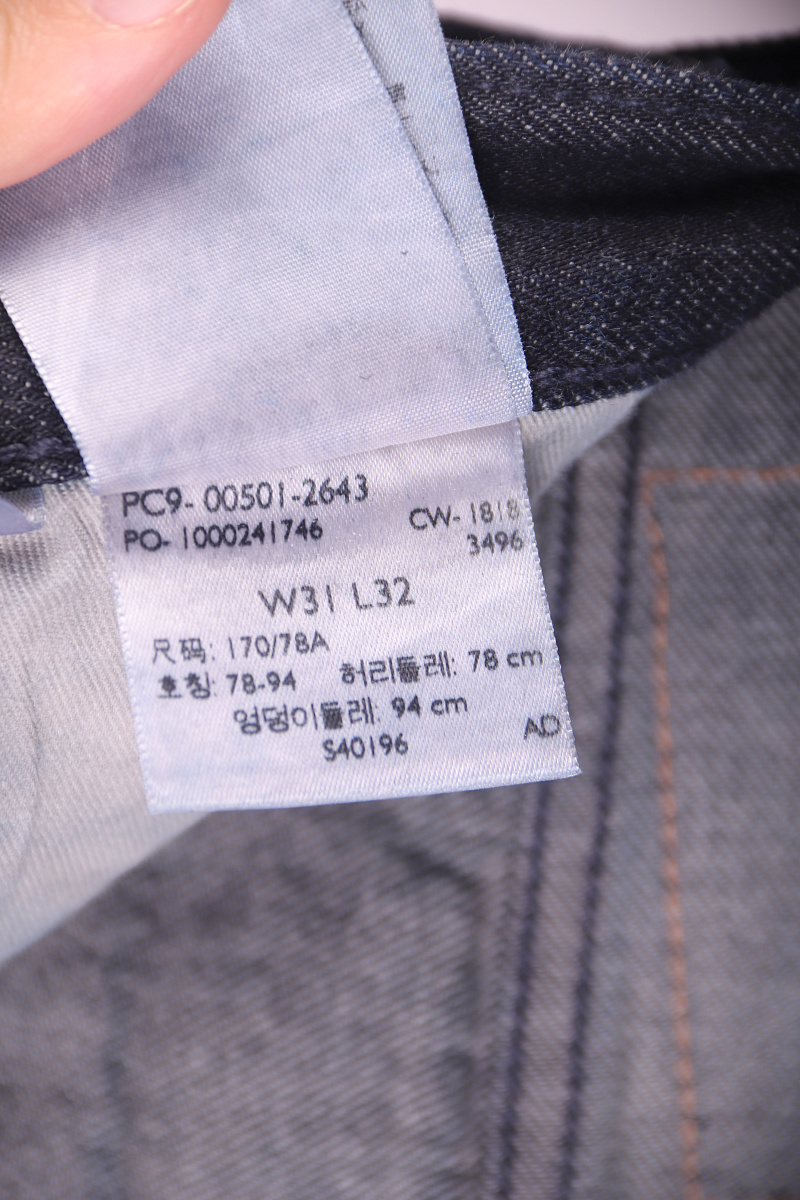 PC9- 00501-2643
PO- 1000241746
CW- 1818
3496
W31 L32
尺码: 170/78A
호칭: 78-94 허리둘레: 78 cm
엉덩이둘레: 94 cm
S40196
AD